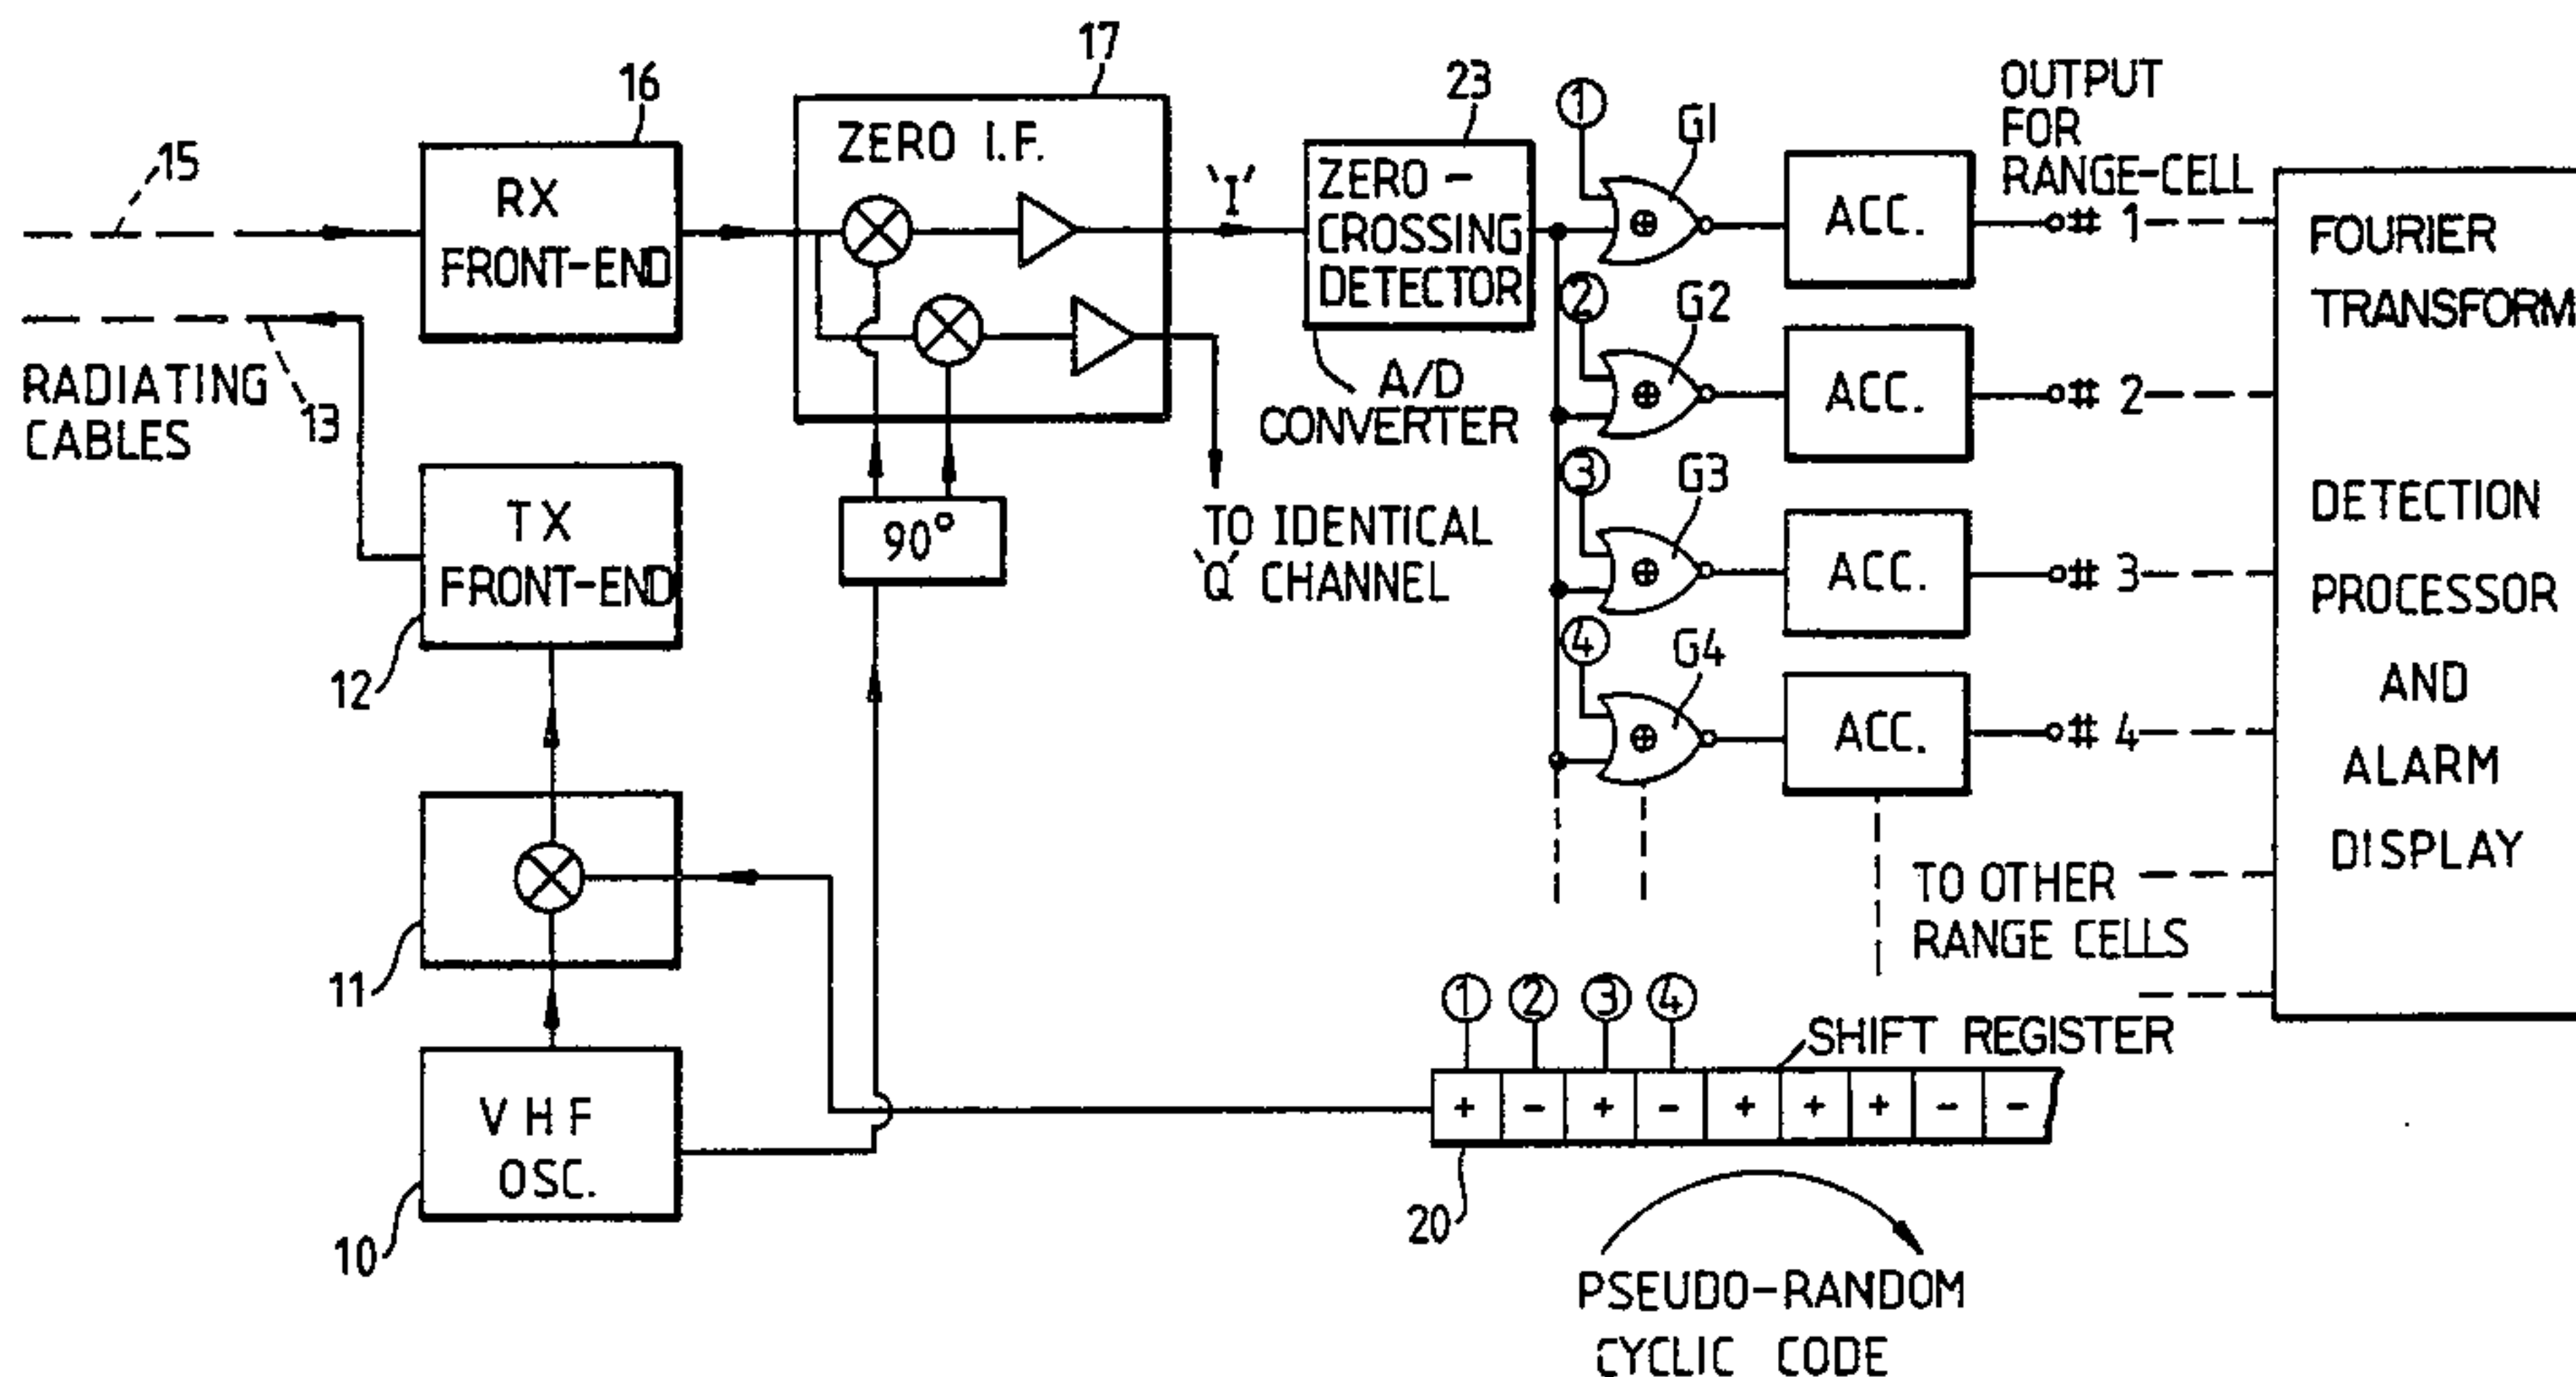 17
16
23
①
G1
OUTPUT
FOR
RANGE-CELL
15
RX
FRONT-END
ZERO I.F.
'I'
ZERO -
CROSSING
DETECTOR
ACC.
# 1
FOURIER
TRANSFORM
RADIATING
CABLES
13
A/D
CONVERTER
②
G2
ACC.
# 2
TX
FRONT-END
12
90°
TO IDENTICAL
'Q' CHANNEL
③
G3
ACC.
# 3
DETECTION
PROCESSOR
AND
ALARM
DISPLAY
④
G4
ACC.
# 4
11
TO OTHER
RANGE CELLS
VHF
OSC.
10
① ② ③ ④
SHIFT REGISTER
+ - + - + + + - -
20
PSEUDO-RANDOM
CYCLIC CODE